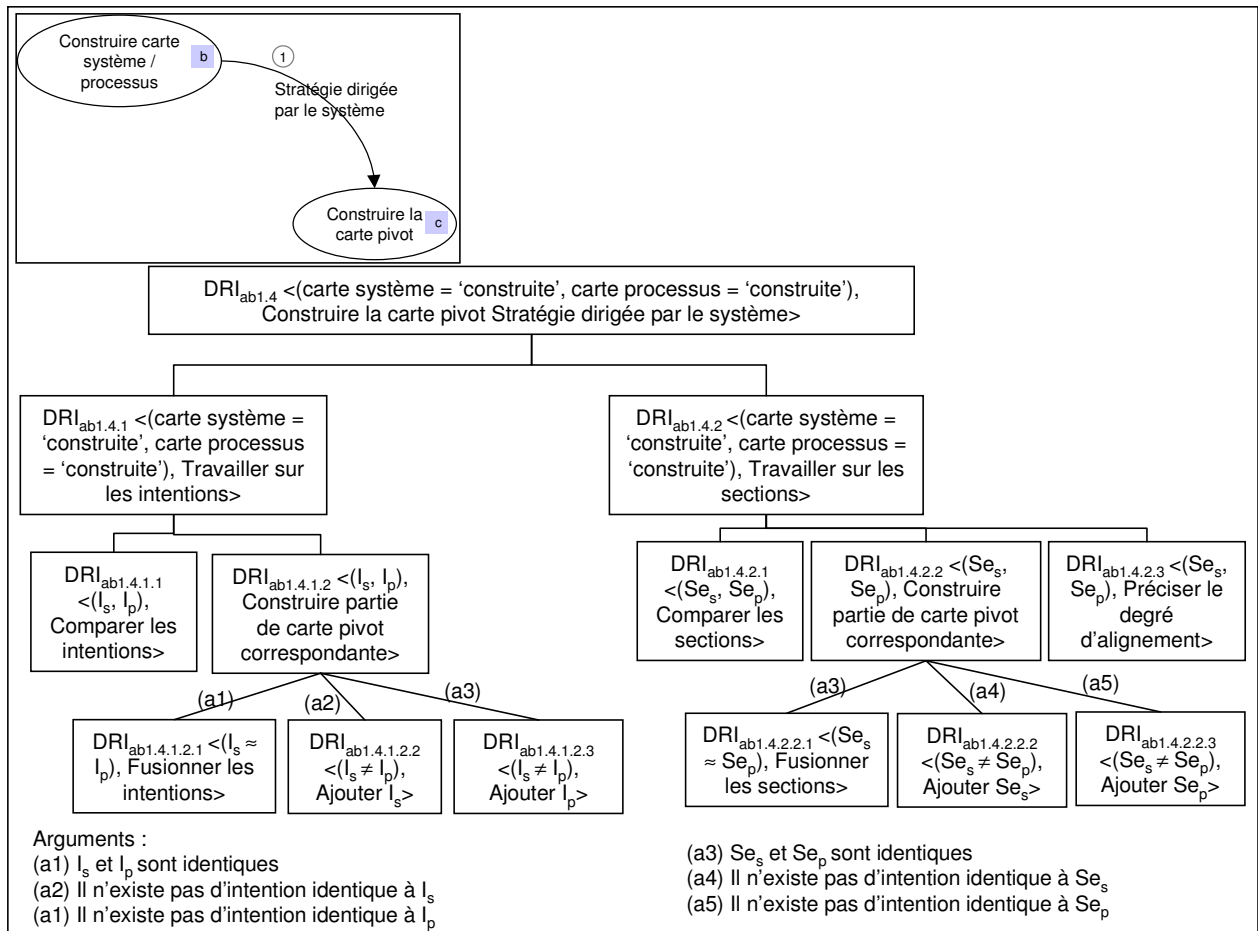 Construire carte
système /
processus
b
1
Stratégie dirigée
par le système
Construire la
carte pivot
c
DRIab1.4 <(carte système = ‘construite’, carte processus = ‘construite’),
Construire la carte pivot Stratégie dirigée par le système>
DRIab1.4.1 <(carte système =
‘construite’, carte processus
= ‘construite’), Travailler sur
les intentions>
DRIab1.4.2 <(carte système =
‘construite’, carte processus =
‘construite’), Travailler sur les
sections>
DRIab1.4.1.1
<(Is, Ip),
Comparer les
intentions>
DRIab1.4.1.2 <(Is, Ip),
Construire partie
de carte pivot
correspondante>
DRIab1.4.2.1
<(Ses, Sep),
Comparer les
sections>
DRIab1.4.2.2 <(Ses,
Sep), Construire
partie de carte pivot
correspondante>
DRIab1.4.2.3 <(Ses,
Sep), Préciser le
degré
d’alignement>
(a1)
(a2)
(a3)
(a3)
(a4)
(a5)
DRIab1.4.1.2.1 <(Is ≈
Ip), Fusionner les
intentions>
DRIab1.4.1.2.2
<(Is ≠ Ip),
Ajouter Is>
DRIab1.4.1.2.3
<(Is ≠ Ip),
Ajouter Ip>
DRIab1.4.2.2.1 <(Ses
≈ Sep), Fusionner
les sections>
DRIab1.4.2.2.2
<(Ses ≠ Sep),
Ajouter Ses>
DRIab1.4.2.2.3
<(Ses ≠ Sep),
Ajouter Sep>
Arguments :
(a1) Is et Ip sont identiques
(a2) Il n’existe pas d’intention identique à Is
(a1) Il n’existe pas d’intention identique à Ip
(a3) Ses et Sep sont identiques
(a4) Il n’existe pas d’intention identique à Ses
(a5) Il n’existe pas d’intention identique à Sep